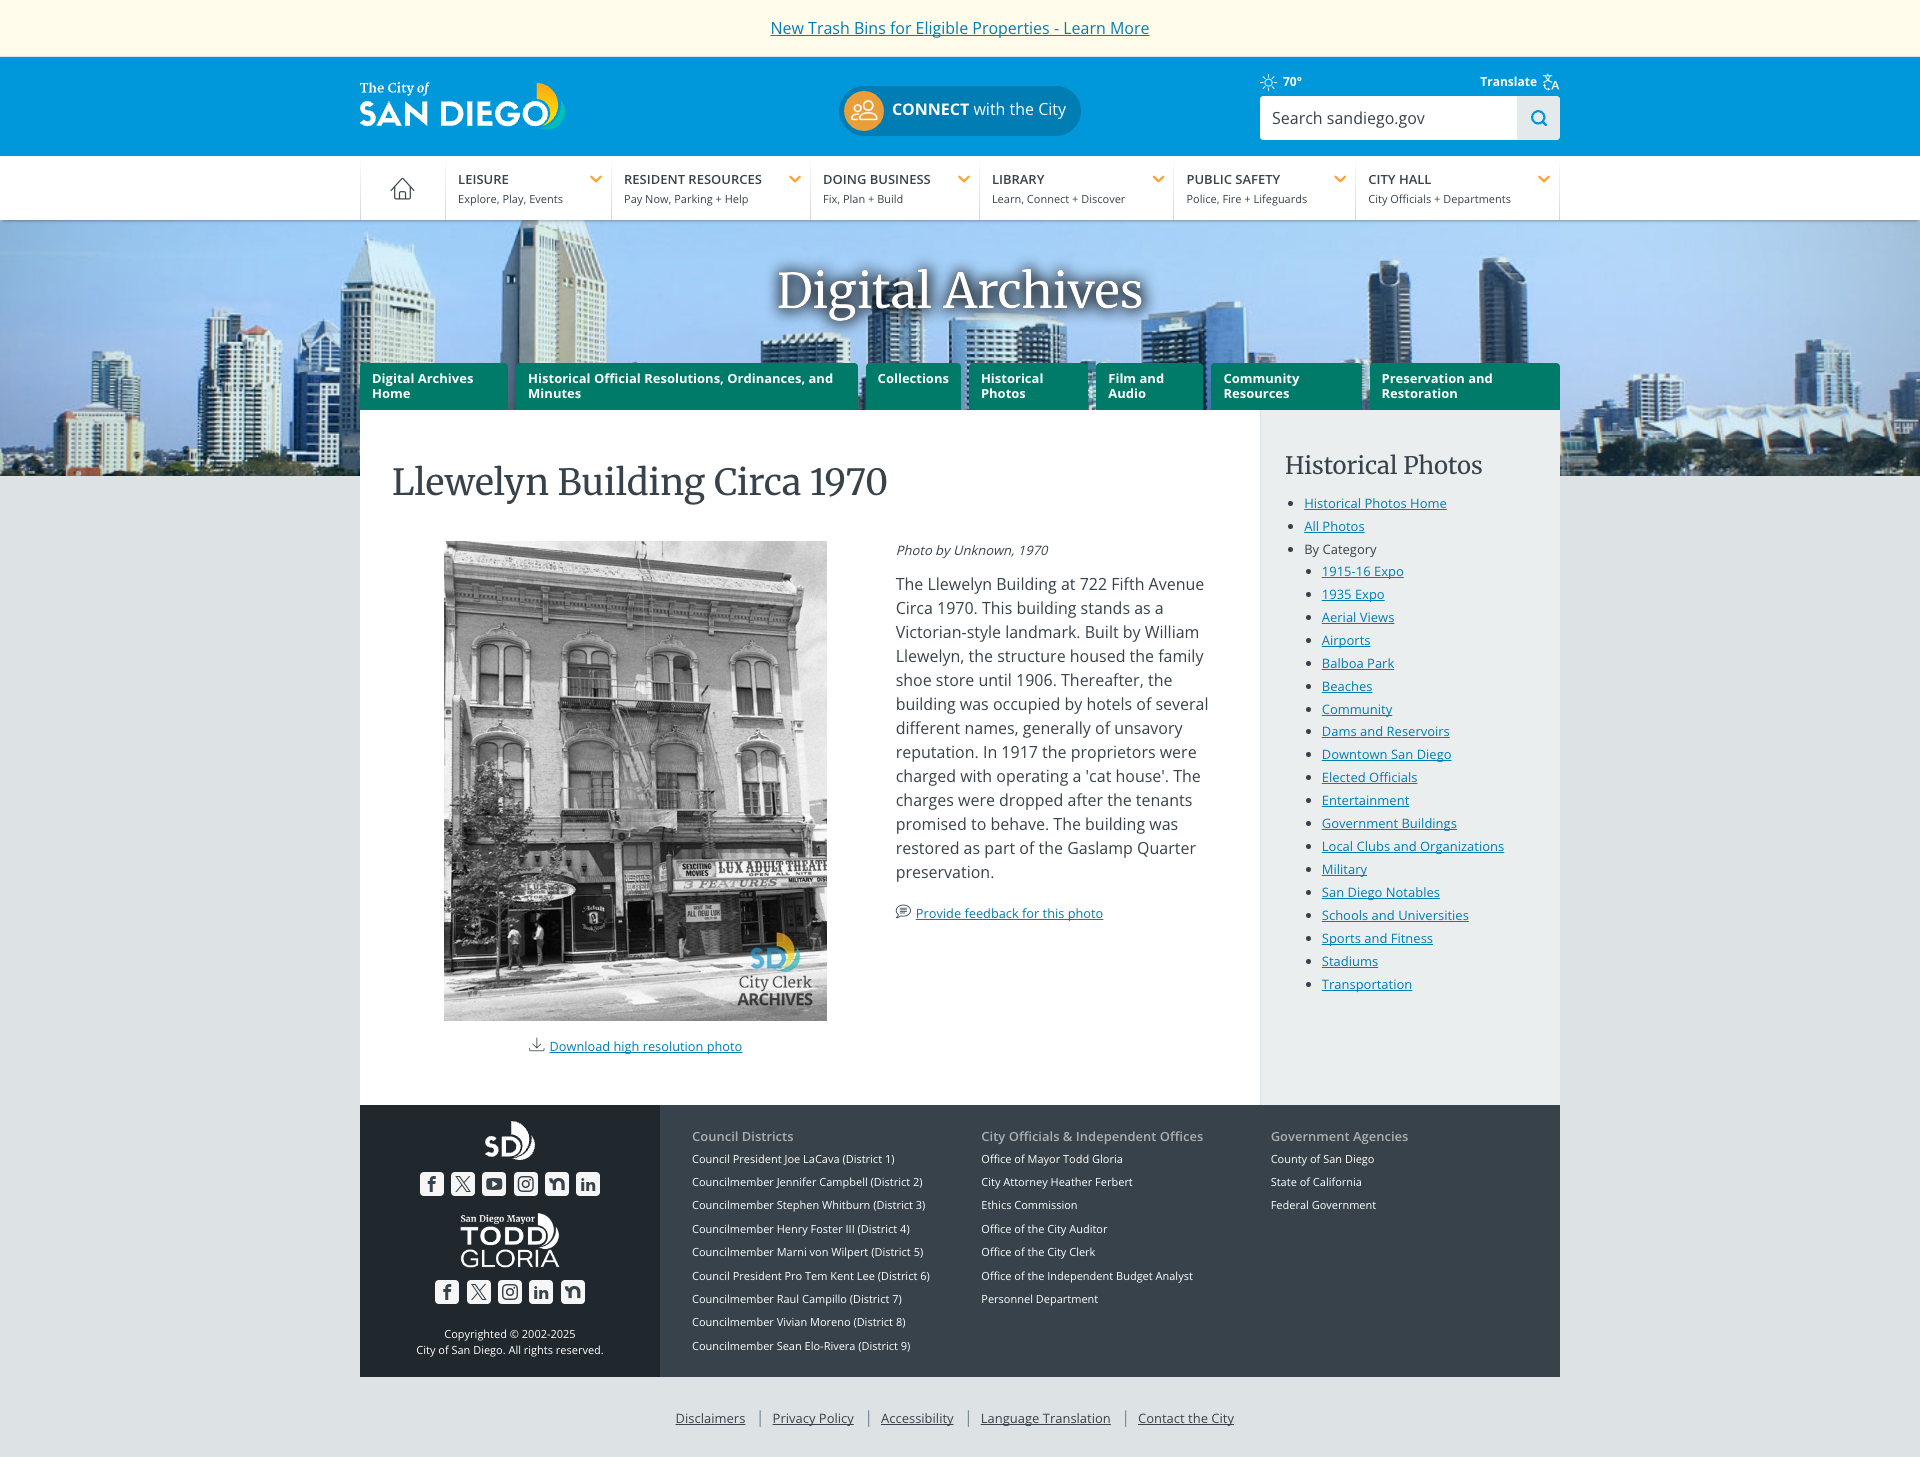 New Trash Bins for Eligible Properties - Learn More
The City of
SAN DIEGO
CONNECT with the City
70°
Translate
Search sandiego.gov
LEISURE
Explore, Play, Events
RESIDENT RESOURCES
Pay Now, Parking + Help
DOING BUSINESS
Fix, Plan + Build
LIBRARY
Learn, Connect + Discover
PUBLIC SAFETY
Police, Fire + Lifeguards
CITY HALL
City Officials + Departments
Digital Archives
Digital Archives
Home
Historical Official Resolutions, Ordinances, and
Minutes
Collections
Historical
Photos
Film and
Audio
Community
Resources
Preservation and
Restoration
Llewelyn Building Circa 1970
SEXCITING
MOVIES
LUX ADULT THEAT
OPEN ALL NITE
3 FEATURES
MILITARY DIS
HOTEL
VISIT THE
ALL NEW LUX
Adult
SD
City Clerk
ARCHIVES
Download high resolution photo
Photo by Unknown, 1970
The Llewelyn Building at 722 Fifth Avenue
Circa 1970. This building stands as a
Victorian-style landmark. Built by William
Llewelyn, the structure housed the family
shoe store until 1906. Thereafter, the
building was occupied by hotels of several
different names, generally of unsavory
reputation. In 1917 the proprietors were
charged with operating a 'cat house'. The
charges were dropped after the tenants
promised to behave. The building was
restored as part of the Gaslamp Quarter
preservation.
Provide feedback for this photo
Historical Photos
Historical Photos Home
All Photos
By Category
1915-16 Expo
1935 Expo
Aerial Views
Airports
Balboa Park
Beaches
Community
Dams and Reservoirs
Downtown San Diego
Elected Officials
Entertainment
Government Buildings
Local Clubs and Organizations
Military
San Diego Notables
Schools and Universities
Sports and Fitness
Stadiums
Transportation
SD
San Diego Mayor
TODD
GLORIA
Copyrighted © 2002-2025
City of San Diego. All rights reserved.
Council Districts
Council President Joe LaCava (District 1)
Councilmember Jennifer Campbell (District 2)
Councilmember Stephen Whitburn (District 3)
Councilmember Henry Foster III (District 4)
Councilmember Marni von Wilpert (District 5)
Council President Pro Tem Kent Lee (District 6)
Councilmember Raul Campillo (District 7)
Councilmember Vivian Moreno (District 8)
Councilmember Sean Elo-Rivera (District 9)
City Officials & Independent Offices
Office of Mayor Todd Gloria
City Attorney Heather Ferbert
Ethics Commission
Office of the City Auditor
Office of the City Clerk
Office of the Independent Budget Analyst
Personnel Department
Government Agencies
County of San Diego
State of California
Federal Government
Disclaimers
Privacy Policy
Accessibility
Language Translation
Contact the City